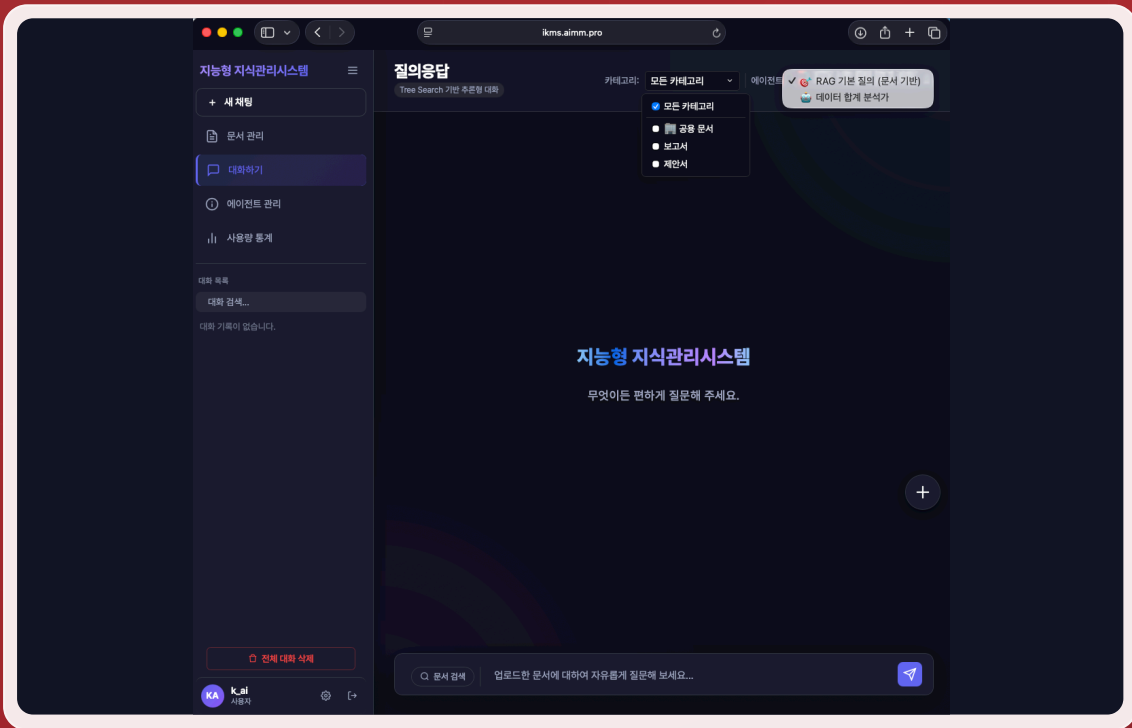 ikms.aimm.pro
지능형 지식관리시스템
+ 새 채팅
문서 관리
대화하기
에이전트 관리
사용량 통계
대화 목록
대화 검색...
대화 기록이 없습니다.
전체 대화 삭제
KA
k_ai
사용자
질의응답
Tree Search 기반 추론형 대화
카테고리:
모든 카테고리
에이전트
✓ RAG 기본 질의 (문서 기반)
데이터 합계 분석가
모든 카테고리
공용 문서
보고서
제안서
지능형 지식관리시스템
무엇이든 편하게 질문해 주세요.
문서 검색
업로드한 문서에 대하여 자유롭게 질문해 보세요...